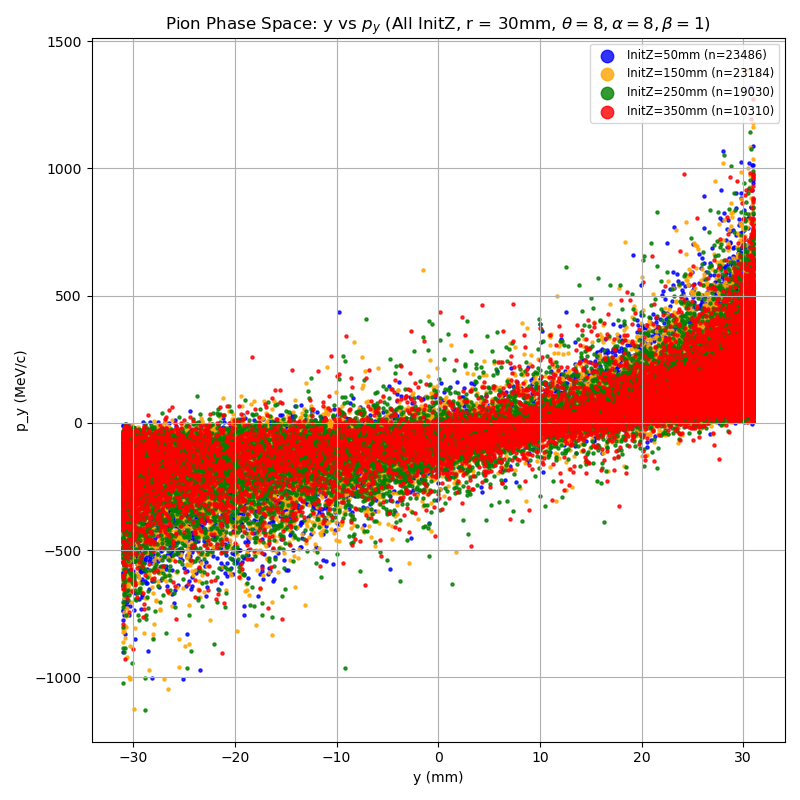 Pion Phase Space: y vs p_y (All InitZ, r = 30mm, θ = 8, α = 8, β = 1)
1500
InitZ=50mm (n=23486)
InitZ=150mm (n=23184)
InitZ=250mm (n=19030)
InitZ=350mm (n=10310)
1000
500
p_y (MeV/c)
0
−500
−1000
−30 −20 −10 0 10 20 30
y (mm)